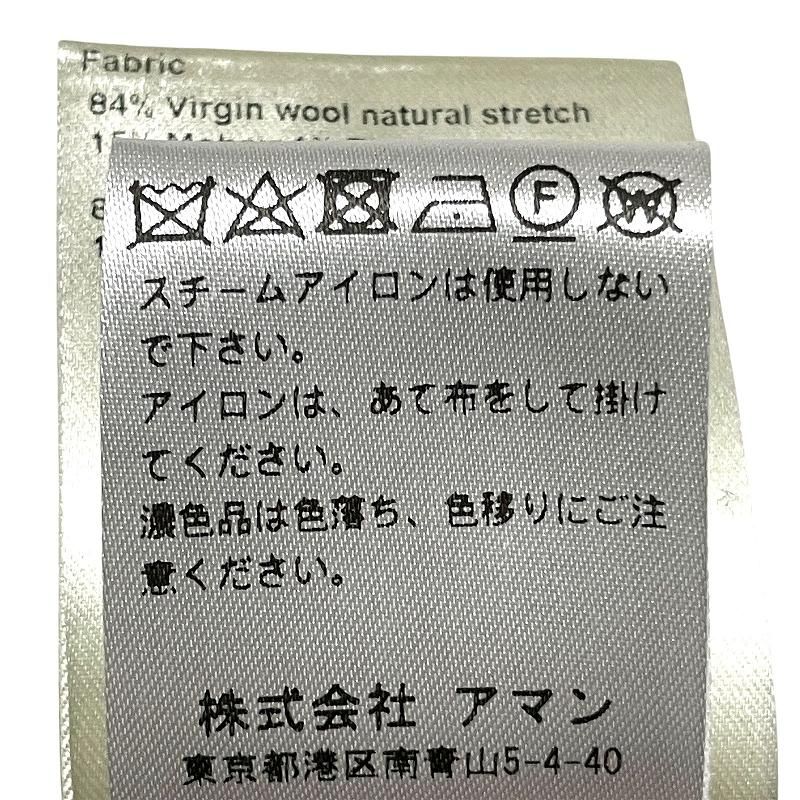 Fabric
84% Virgin wool natural stretch
F W
スチームアイロンは使用しない
で下さい。
アイロンは、あて布をして掛け
てください。
濃色品は色落ち、色移りにご注
意ください。
株式会社 アマン
東京都港区南青山5-4-40